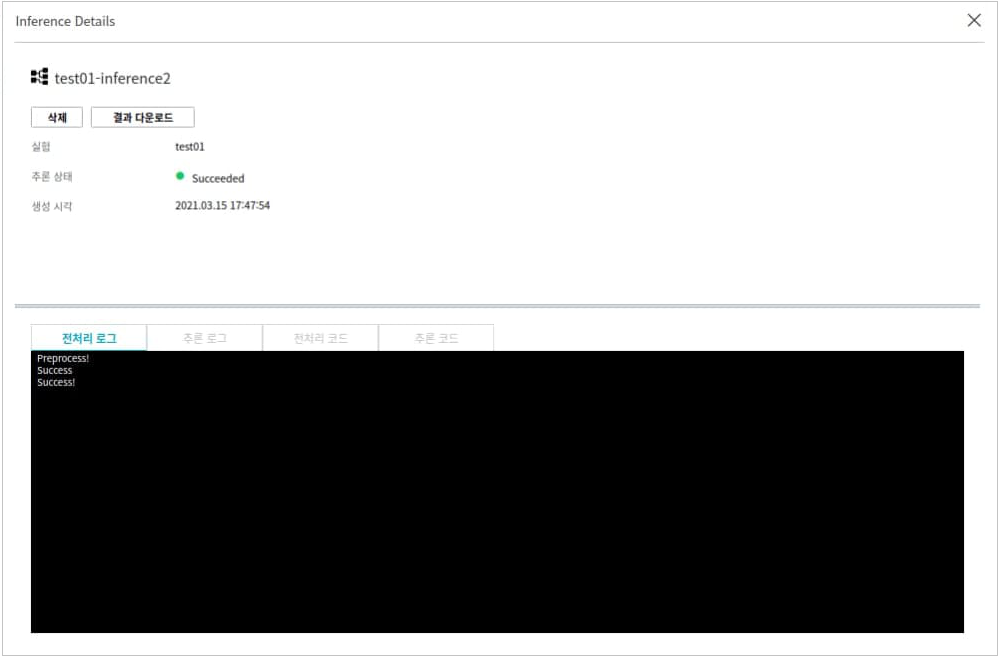 Inference Details
test01-inference2
삭제 결과 다운로드
실험 test01
추론 상태 Succeeded
생성 시각 2021.03.15 17:47:54
전처리 로그 추론 로그 전처리 코드 추론 코드
Preprocess!
Success
Success!